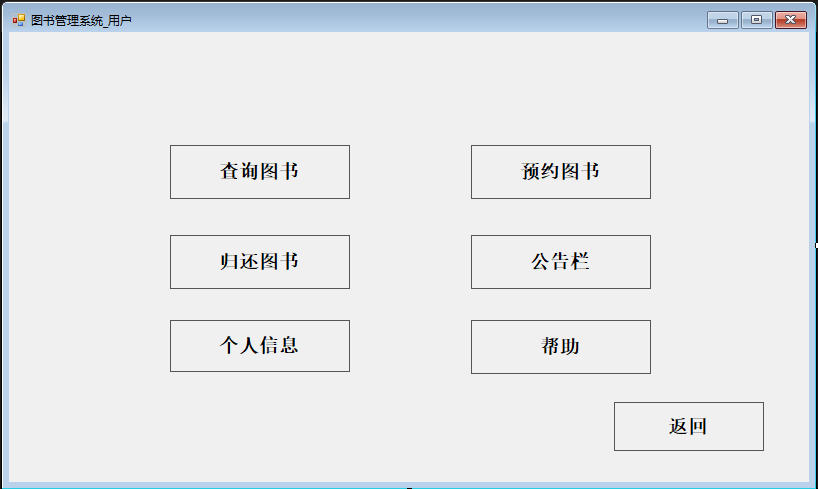 图书管理系统_用户
查询图书
预约图书
归还图书
公告栏
个人信息
帮助
返回